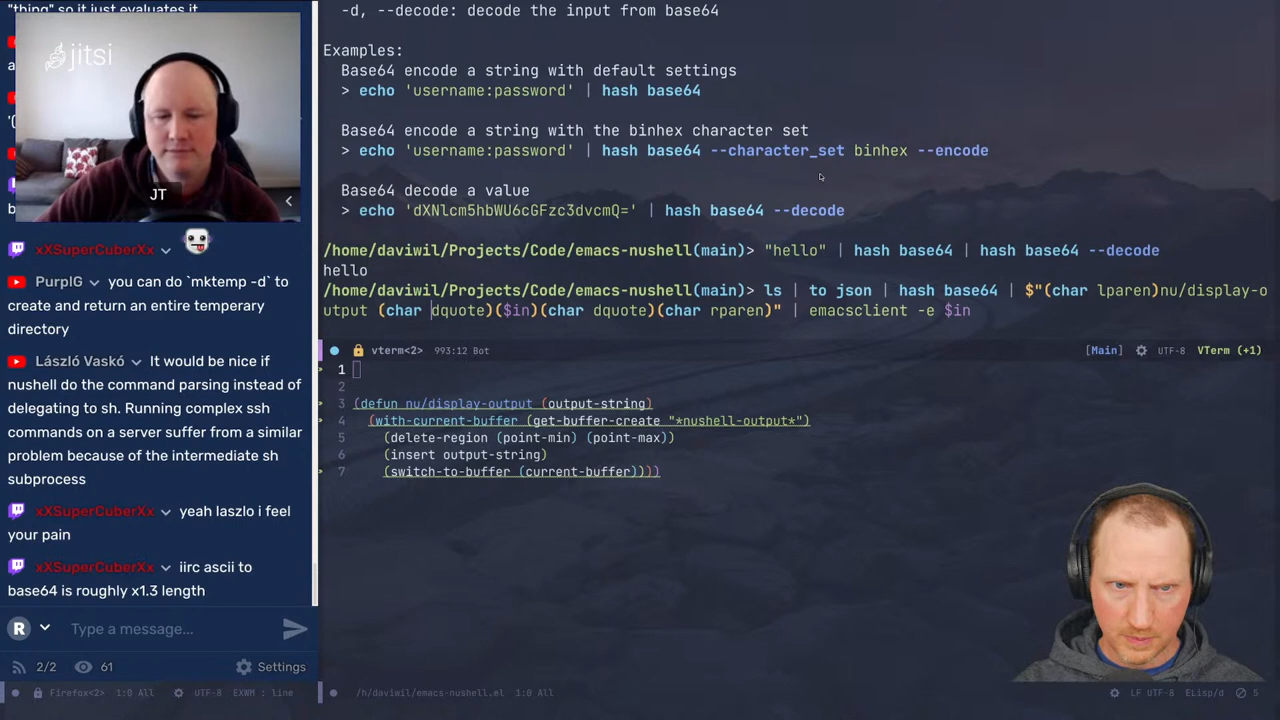 "thing" so it just evaluates it
jitsi
JT
xXSuperCuberXx
PurplG you can do `mktemp -d` to
create and return an entire temporary
directory
László Vaskó It would be nice if
nushell do the command parsing instead of
delegating to sh. Running complex ssh
commands on a server suffer from a similar
problem because of the intermediate sh
subprocess
xXSuperCuberXx yeah laszlo i feel
your pain
xXSuperCuberXx iirc ascii to
base64 is roughly x1.3 length
R Type a message...
2/2 61 Settings
Firefox<2> 1:0 All UTF-8 EXWM : line
-d, --decode: decode the input from base64
Examples:
Base64 encode a string with default settings
> echo 'username:password' | hash base64
Base64 encode a string with the binhex character set
> echo 'username:password' | hash base64 --character_set binhex --encode
Base64 decode a value
> echo 'dXNlcm5hbWU6cGFzc3dvcmQ=' | hash base64 --decode
/home/daviwil/Projects/Code/emacs-nushell(main)> "hello" | hash base64 | hash base64 --decode
hello
/home/daviwil/Projects/Code/emacs-nushell(main)> ls | to json | hash base64 | $"(char lparen)nu/display-o
utput (char dquote)($in)(char dquote)(char rparen)" | emacsclient -e $in
vterm<2> 993:12 Bot [Main] UTF-8 VTerm (+1)
1
2
3 (defun nu/display-output (output-string)
4 (with-current-buffer (get-buffer-create "*nushell-output*")
5 (delete-region (point-min) (point-max))
6 (insert output-string)
7 (switch-to-buffer (current-buffer))))
/h/daviwil/emacs-nushell.el 1:0 All LF UTF-8 ELisp/d 5